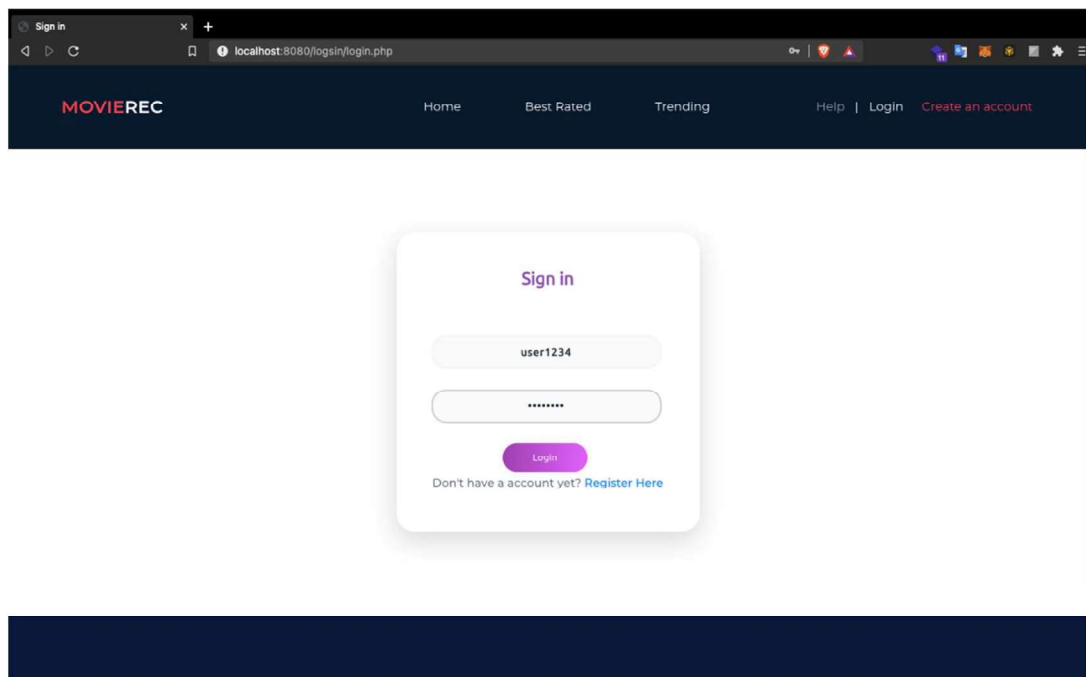 Sign in
localhost:8080/logsin/login.php
11
MOVIEREC Home Best Rated Trending Help | Login Create an account
Sign in
user1234
••••••••
Login
Don't have a account yet? Register Here